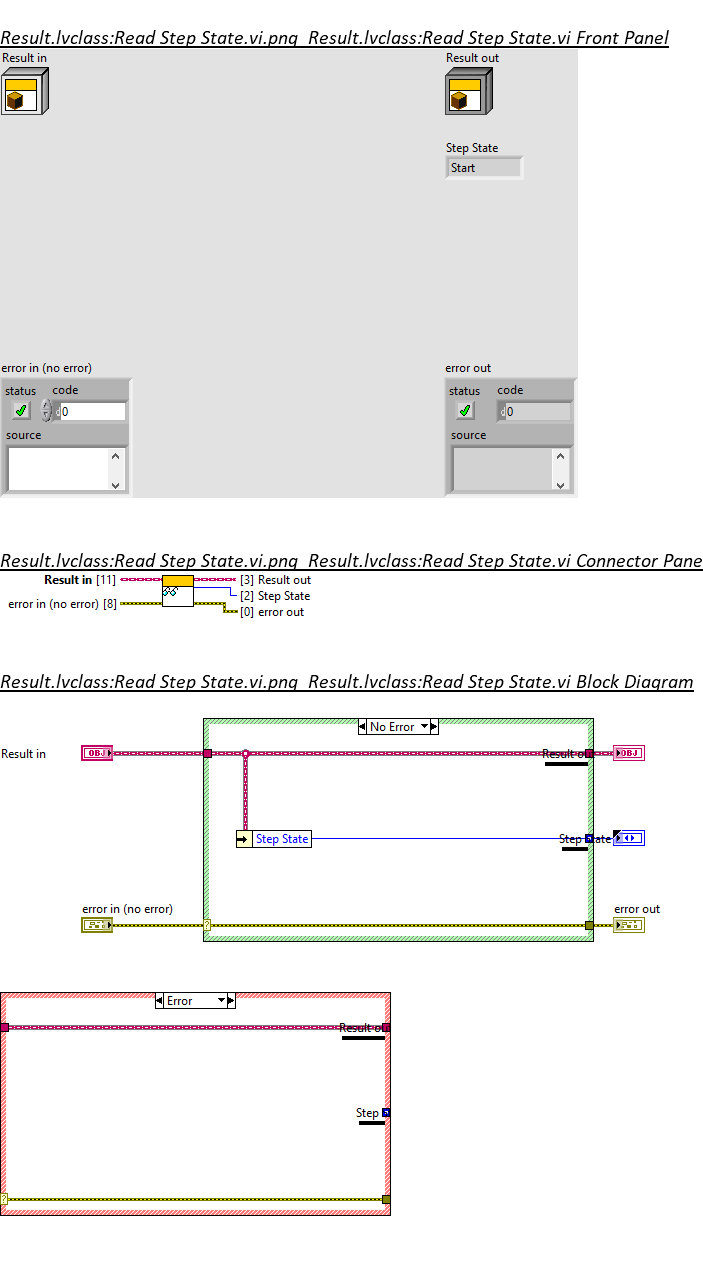 Result.lvclass:Read Step State.vi.png Result.lvclass:Read Step State.vi Front Panel
Result in
Result out
Step State
Start
error in (no error)
error out
status
code
status
code
d
0
d
0
source
source
Result.lvclass:Read Step State.vi.png Result.lvclass:Read Step State.vi Connector Pane
Result in [11]
[3] Result out
[2] Step State
error in (no error) [8]
[0] error out
Result.lvclass:Read Step State.vi.png Result.lvclass:Read Step State.vi Block Diagram
No Error
Result in
OBJ
Result out
OBJ
Step State
Step State
error in (no error)
error out
?
Error
Result out
Step
?